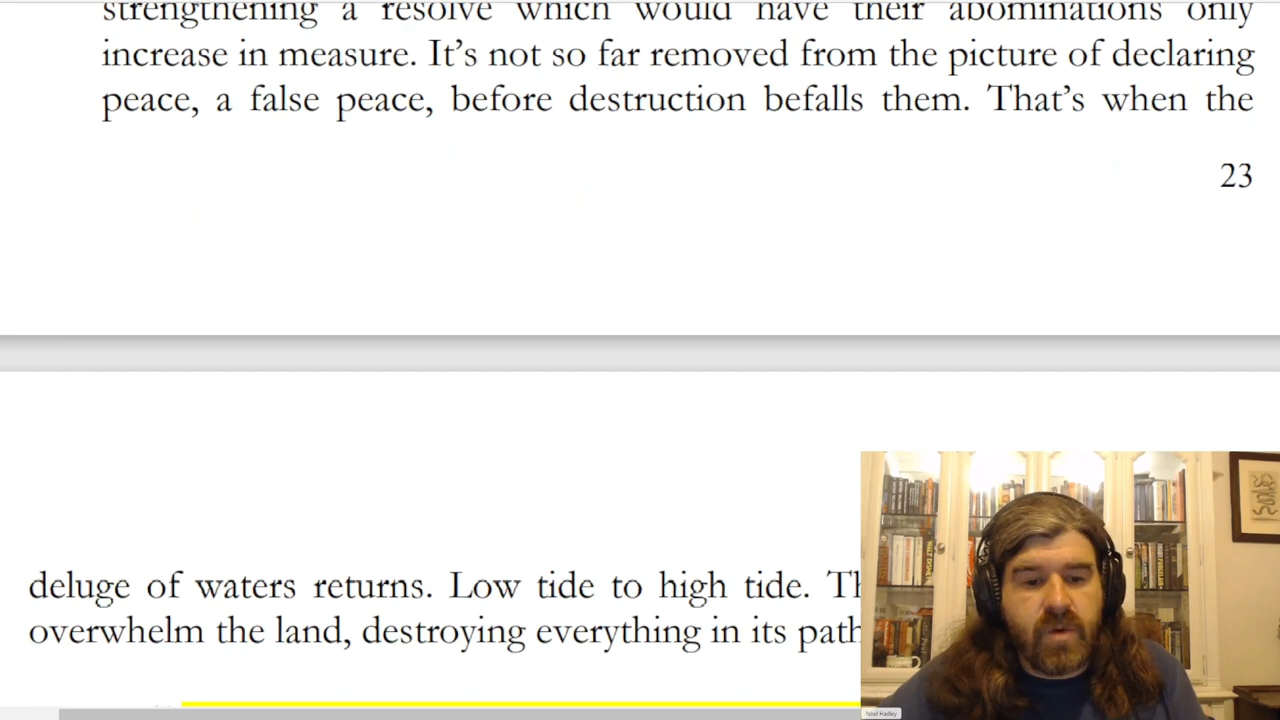 strengthening a resolve which would have their abominations only
increase in measure. It’s not so far removed from the picture of declaring
peace, a false peace, before destruction befalls them. That’s when the
23
deluge of waters returns. Low tide to high tide.
overwhelm the land, destroying everything in its path
Noel Hadley